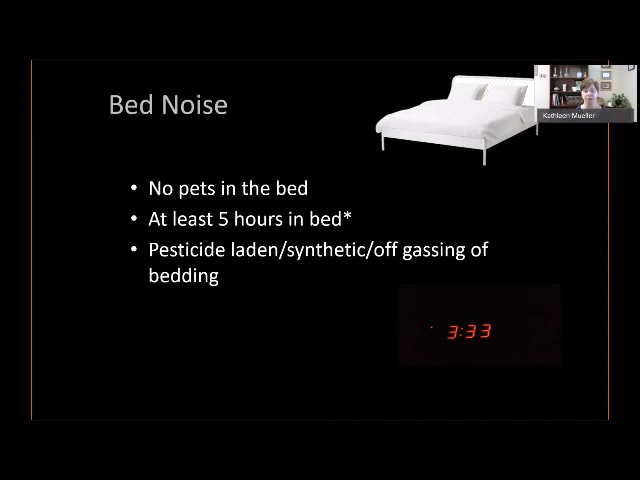 Bed Noise
Kathleen Mueller
• No pets in the bed
• At least 5 hours in bed*
• Pesticide laden/synthetic/off gassing of
bedding
3:33